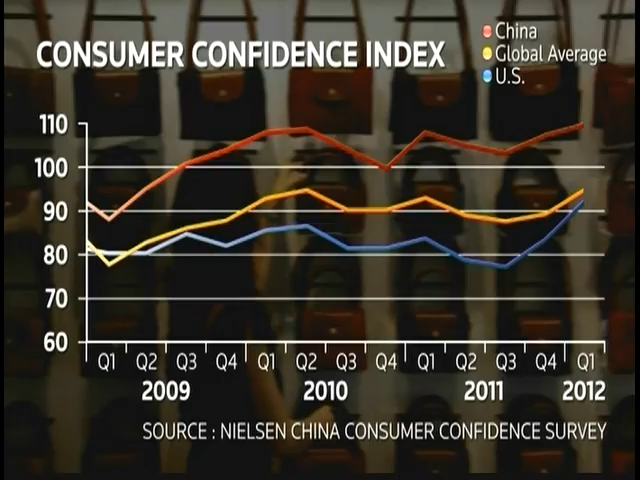 CONSUMER CONFIDENCE INDEX
China
Global Average
U.S.
110
100
90
80
70
60
Q1 Q2 Q3 Q4 Q1 Q2 Q3 Q4 Q1 Q2 Q3 Q4 Q1
2009 2010 2011 2012
SOURCE : NIELSEN CHINA CONSUMER CONFIDENCE SURVEY